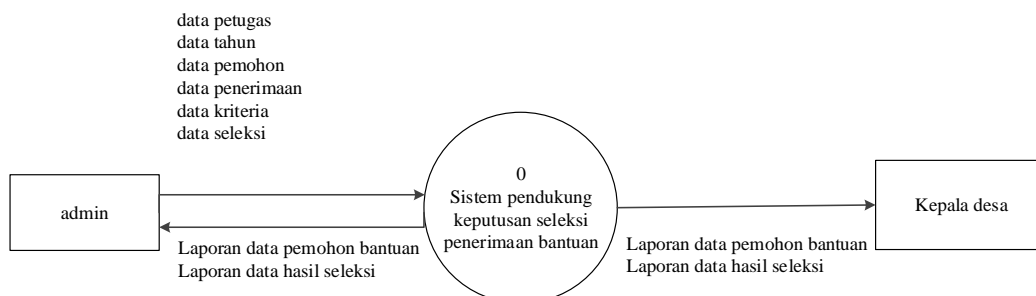 data petugas
data tahun
data pemohon
data penerimaan
data kriteria
data seleksi
admin
0
Sistem pendukung
keputusan seleksi
penerimaan bantuan
Kepala desa
Laporan data pemohon bantuan
Laporan data hasil seleksi
Laporan data pemohon bantuan
Laporan data hasil seleksi